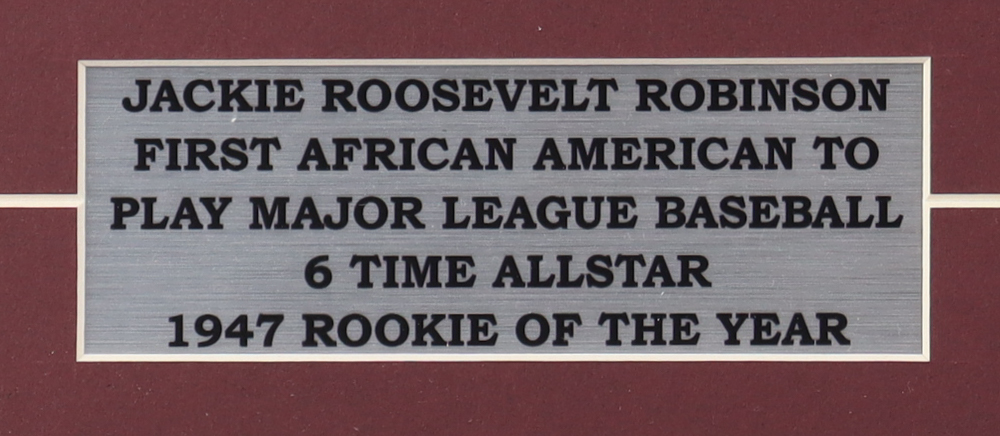 JACKIE ROOSEVELT ROBINSON
FIRST AFRICAN AMERICAN TO
PLAY MAJOR LEAGUE BASEBALL
6 TIME ALLSTAR
1947 ROOKIE OF THE YEAR